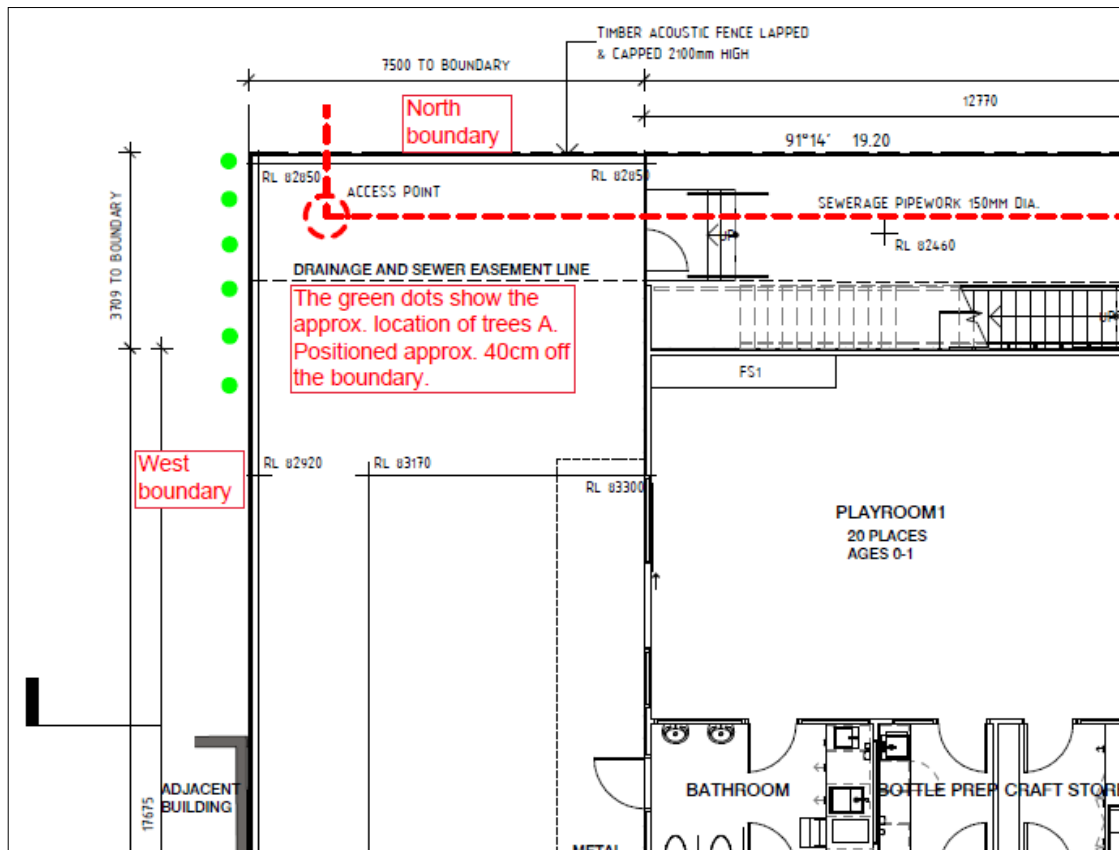 TIMBER ACOUSTIC FENCE LAPPED
& CAPPED 2100mm HIGH
7500 TO BOUNDARY
12770
North
boundary
91°14' 19.20
RL 82850
RL 82850
ACCESS POINT
SEWERAGE PIPEWORK 150MM DIA.
UP
RL 82460
3709 TO BOUNDARY
DRAINAGE AND SEWER EASEMENT LINE
The green dots show the
approx. location of trees A.
Positioned approx. 40cm off
the boundary.
UP
FS1
West
boundary
RL 82920
RL 83170
RL 83300
PLAYROOM1
20 PLACES
AGES 0-1
ADJACENT
BUILDING
17675
BATHROOM
BOTTLE PREP
CRAFT STOR
METAL